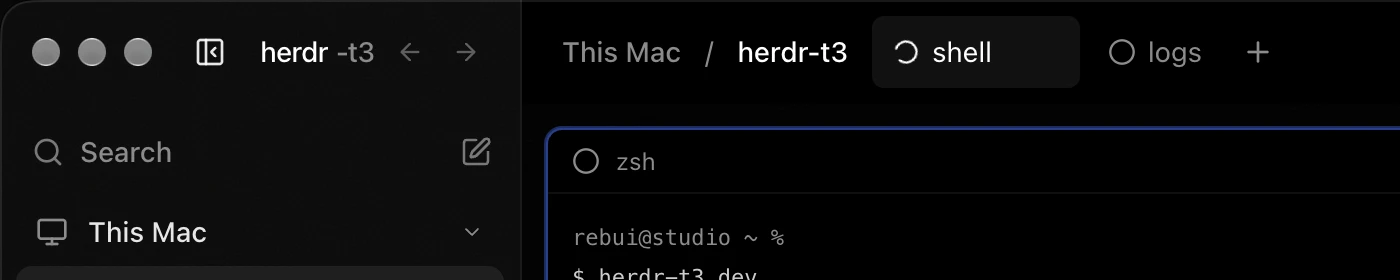 herdr -t3
This Mac / herdr-t3 shell logs
Search
zsh
This Mac
rebui@studio ~ %
$ herdr-t3 dev